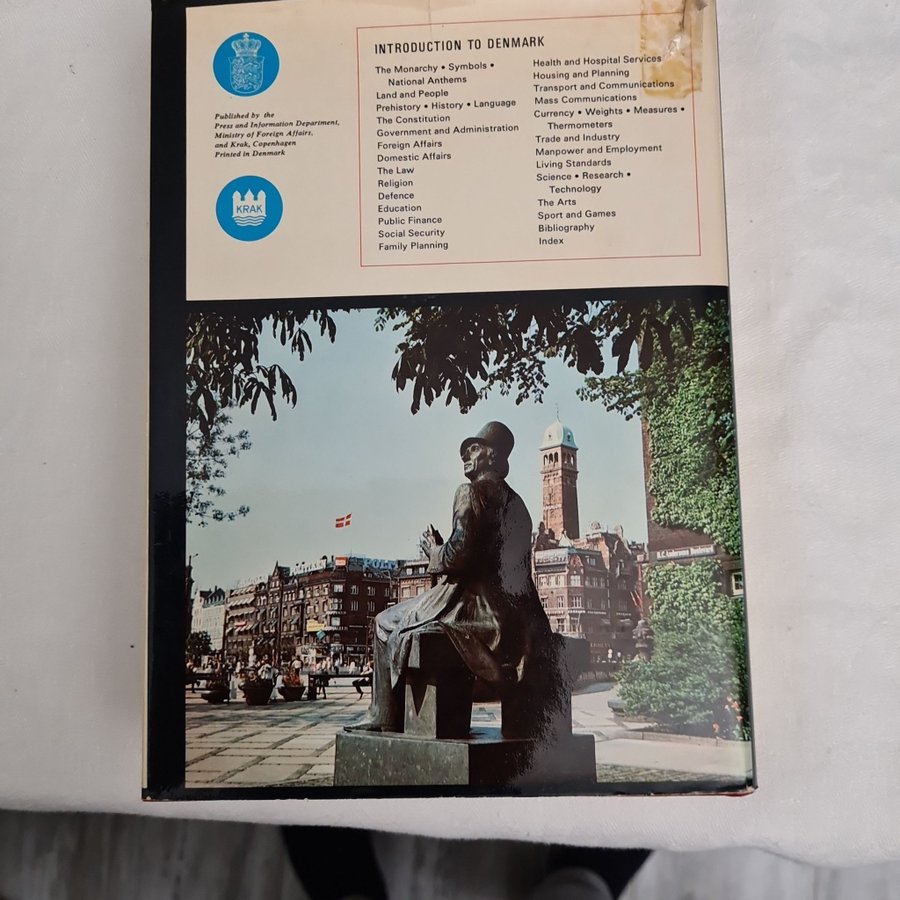 Published by the
Press and Information Department,
Ministry of Foreign Affairs,
and Krak, Copenhagen
Printed in Denmark
KRAK
INTRODUCTION TO DENMARK
The Monarchy • Symbols •
National Anthems
Land and People
Prehistory • History • Language
The Constitution
Government and Administration
Foreign Affairs
Domestic Affairs
The Law
Religion
Defence
Education
Public Finance
Social Security
Family Planning
Health and Hospital Services
Housing and Planning
Transport and Communications
Mass Communications
Currency • Weights • Measures •
Thermometers
Trade and Industry
Manpower and Employment
Living Standards
Science • Research •
Technology
The Arts
Sport and Games
Bibliography
Index
H.C. Andersens Boulevard